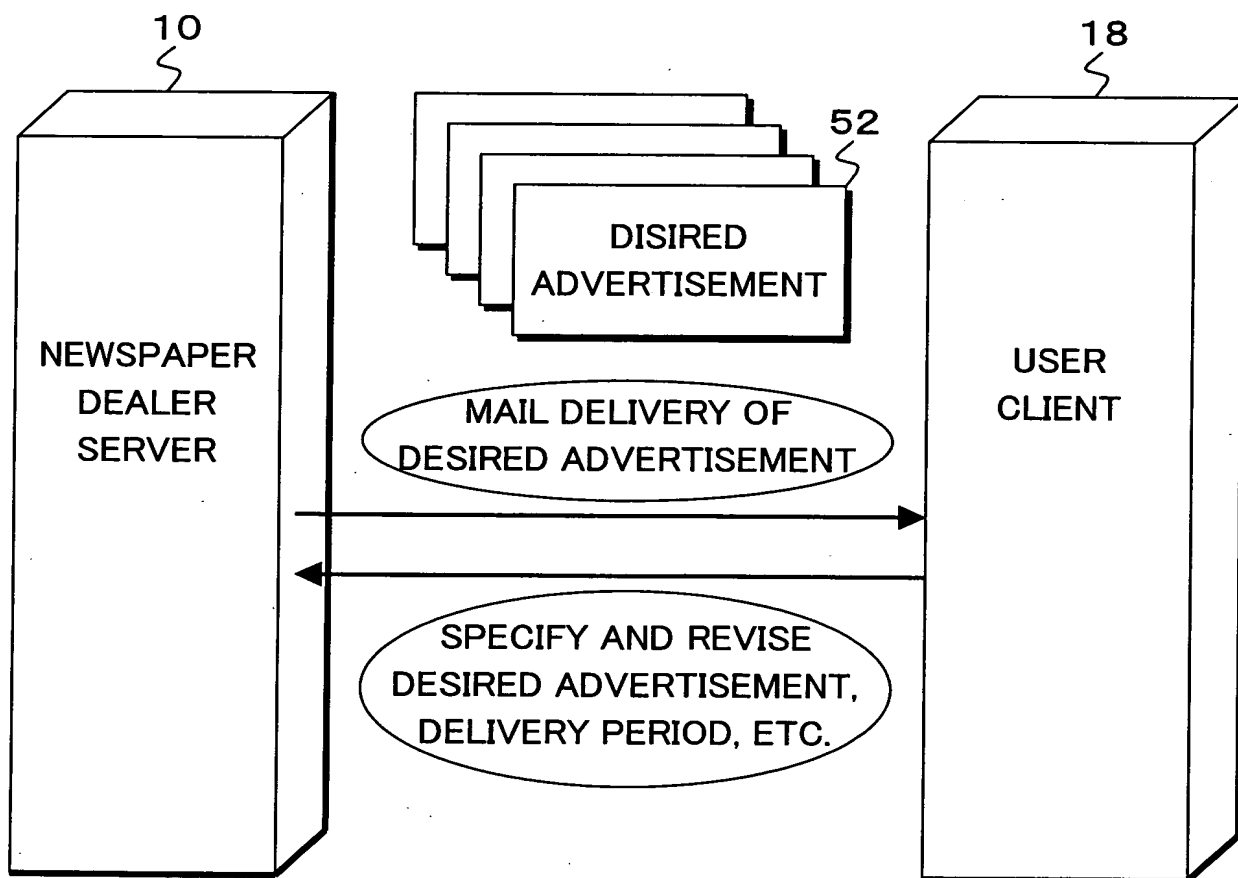 10
18
52
DISIRED
ADVERTISEMENT
NEWSPAPER
DEALER
SERVER
USER
CLIENT
MAIL DELIVERY OF
DESIRED ADVERTISEMENT
SPECIFY AND REVISE
DESIRED ADVERTISEMENT,
DELIVERY PERIOD, ETC.